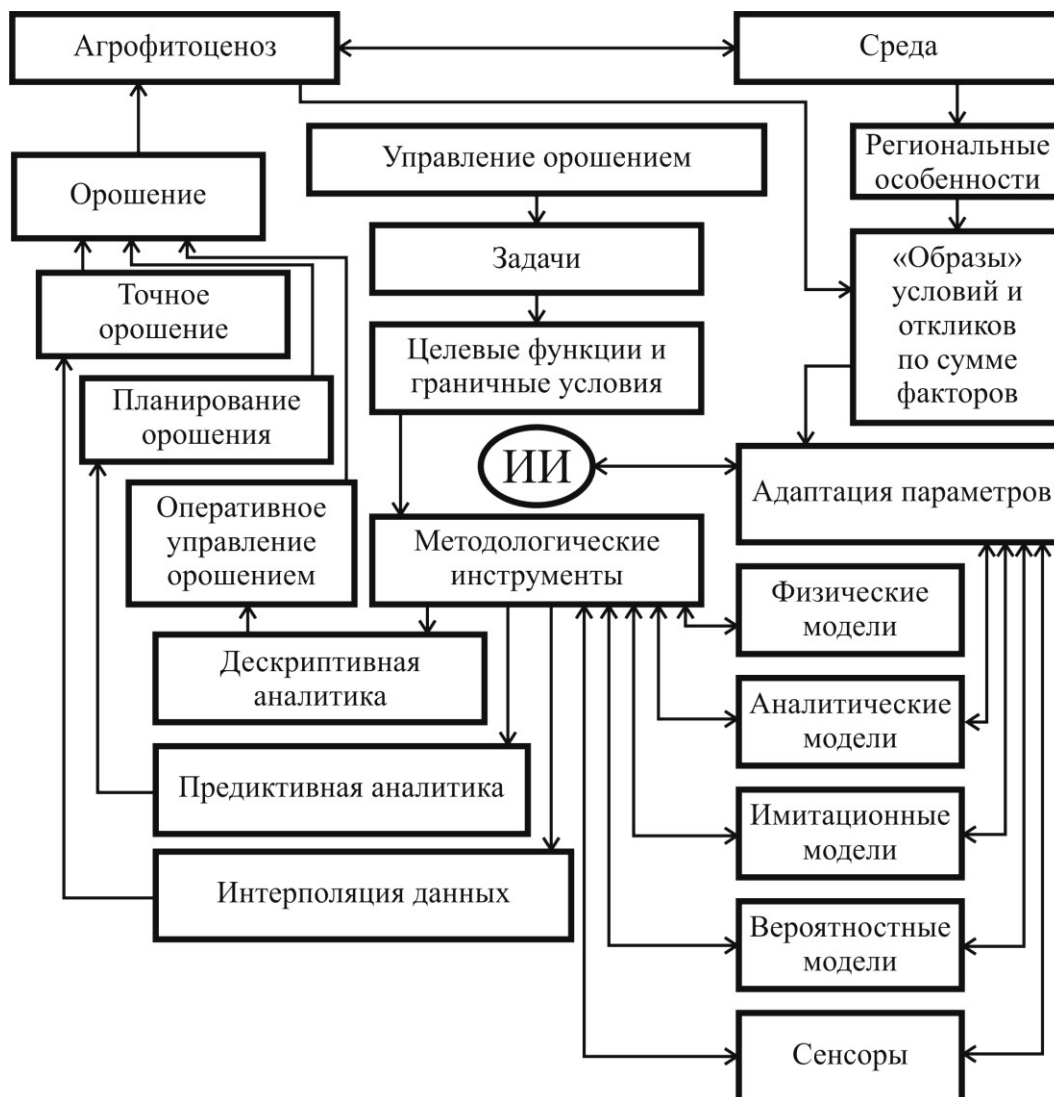 Агрофитоценоз
Среда
Управление орошением
Региональные
особенности
Орошение
Задачи
«Образы»
условий и
откликов
по сумме
факторов
Точное
орошение
Целевые функции и
граничные условия
Планирование
орошения
ИИ
Адаптация параметров
Оперативное
управление
орошением
Методологические
инструменты
Физические
модели
Дескриптивная
аналитика
Аналитические
модели
Предиктивная аналитика
Имитационные
модели
Интерполяция данных
Вероятностные
модели
Сенсоры